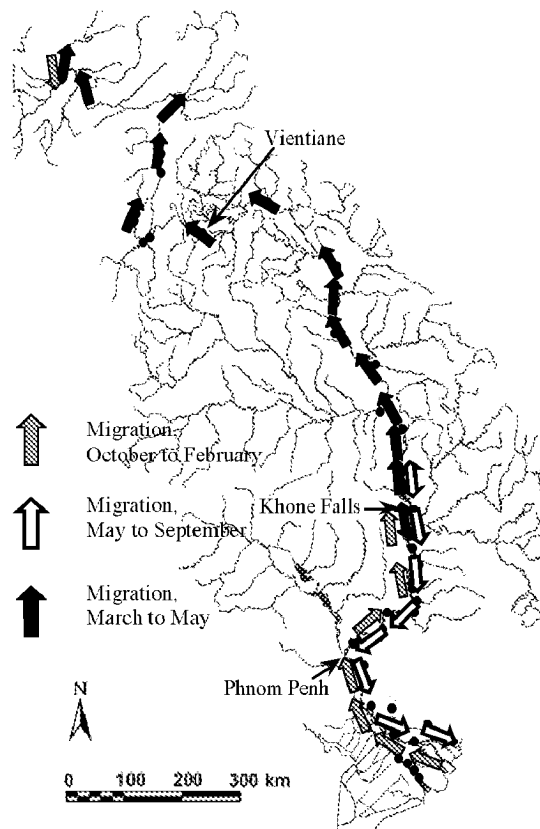 Vientiane
Migration,
October to February
Khone Falls
Migration,
May to September
Migration,
March to May
Phnom Penh
N
0 100 200 300 km